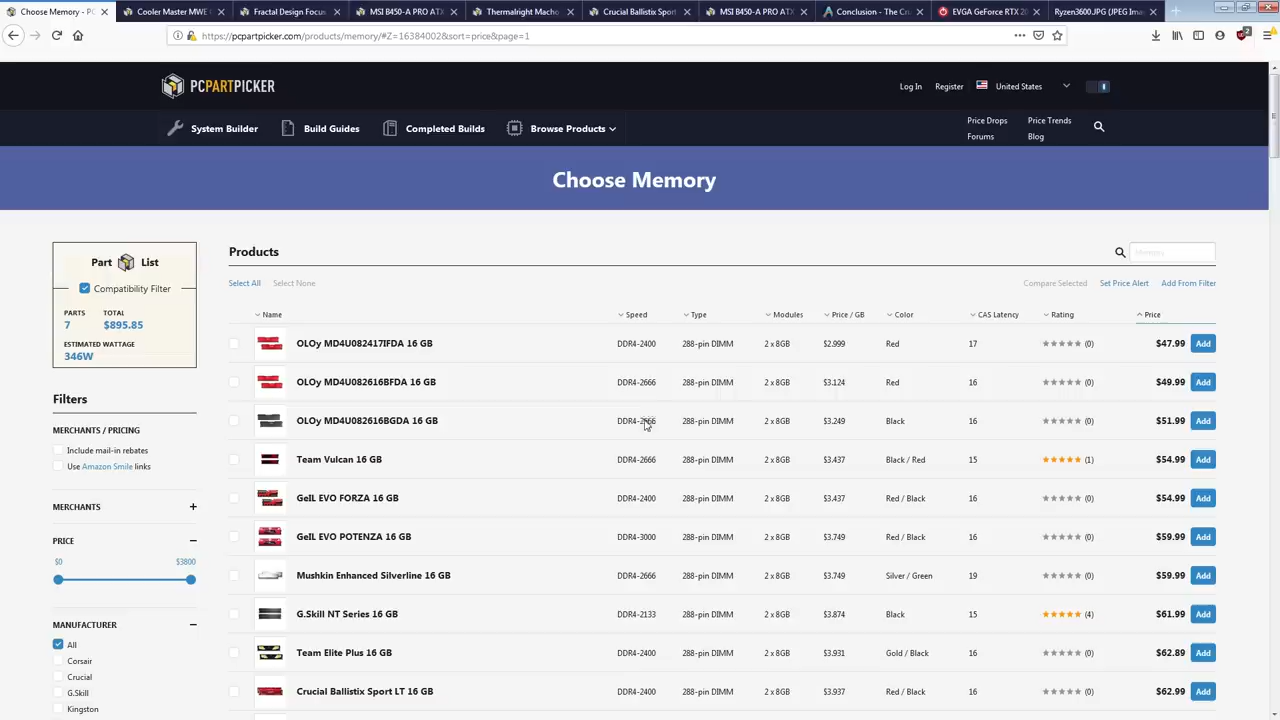 Choose Memory - PC
Cooler Master MWE
Fractal Design Focus
MSI B450-A PRO ATX
Thermalright Macho
Crucial Ballistix Sport
MSI B450-A PRO ATX
Conclusion - The Cru
EVGA GeForce RTX 20
Ryzen3600.JPG (JPEG Ima
https://pcpartpicker.com/products/memory/#Z=16384002&sort=price&page=1
2
PCPARTPICKER
Log In Register United States
System Builder Build Guides Completed Builds Browse Products
Price Drops Price Trends
Forums Blog
Choose Memory
Part List
Compatibility Filter
PARTS TOTAL
7 $895.85
ESTIMATED WATTAGE
346W
Filters
MERCHANTS / PRICING
Include mail-in rebates
Use Amazon Smile links
MERCHANTS +
PRICE −
$0 $3800
MANUFACTURER −
All
Corsair
Crucial
G.Skill
Kingston
Products
Select All Select None Compare Selected Set Price Alert Add From Filter
Name Speed Type Modules Price / GB Color CAS Latency Rating Price
OLOy MD4U082417IFDA 16 GB DDR4-2400 288-pin DIMM 2 x 8GB $2.999 Red 17 (0) $47.99 Add
OLOy MD4U082616BFDA 16 GB DDR4-2666 288-pin DIMM 2 x 8GB $3.124 Red 16 (0) $49.99 Add
OLOy MD4U082616BGDA 16 GB DDR4-2666 288-pin DIMM 2 x 8GB $3.249 Black 16 (0) $51.99 Add
Team Vulcan 16 GB DDR4-2666 288-pin DIMM 2 x 8GB $3.437 Black / Red 15 (1) $54.99 Add
GeIL EVO FORZA 16 GB DDR4-2400 288-pin DIMM 2 x 8GB $3.437 Red / Black 16 (0) $54.99 Add
GeIL EVO POTENZA 16 GB DDR4-3000 288-pin DIMM 2 x 8GB $3.749 Red / Black 16 (0) $59.99 Add
Mushkin Enhanced Silverline 16 GB DDR4-2666 288-pin DIMM 2 x 8GB $3.749 Silver / Green 19 (0) $59.99 Add
G.Skill NT Series 16 GB DDR4-2133 288-pin DIMM 2 x 8GB $3.874 Black 15 (4) $61.99 Add
Team Elite Plus 16 GB DDR4-2400 288-pin DIMM 2 x 8GB $3.931 Gold / Black 16 (0) $62.89 Add
Crucial Ballistix Sport LT 16 GB DDR4-2400 288-pin DIMM 2 x 8GB $3.937 Red / Black 16 (0) $62.99 Add